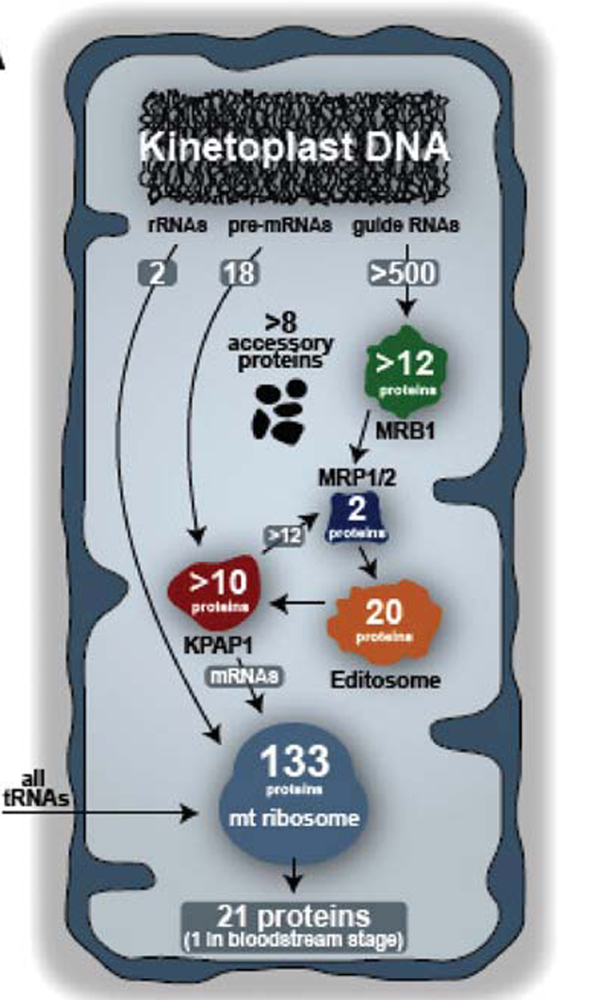 A
Kinetoplast DNA
rRNAs pre-mRNAs guide RNAs
2 18 >500
>8
accessory
proteins
>12
proteins
MRB1
MRP1/2
2
proteins
>12
>10
proteins
KPAP1
20
proteins
Editosome
mRNAs
133
proteins
mt ribosome
all
tRNAs
21 proteins
(1 in bloodstream stage)